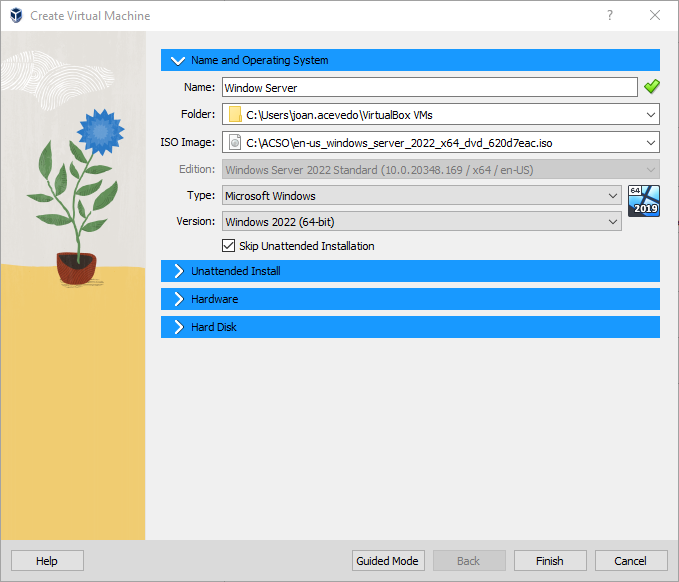 Create Virtual Machine
Name and Operating System
Name: Window Server
Folder: C:\Users\joan.acevedo\VirtualBox VMs
ISO Image: C:\ACSO\en-us_windows_server_2022_x64_dvd_620d7eac.iso
Edition: Windows Server 2022 Standard (10.0.20348.169 / x64 / en-US)
Type: Microsoft Windows
64
2019
Version: Windows 2022 (64-bit)
Skip Unattended Installation
Unattended Install
Hardware
Hard Disk
Help Guided Mode Back Finish Cancel